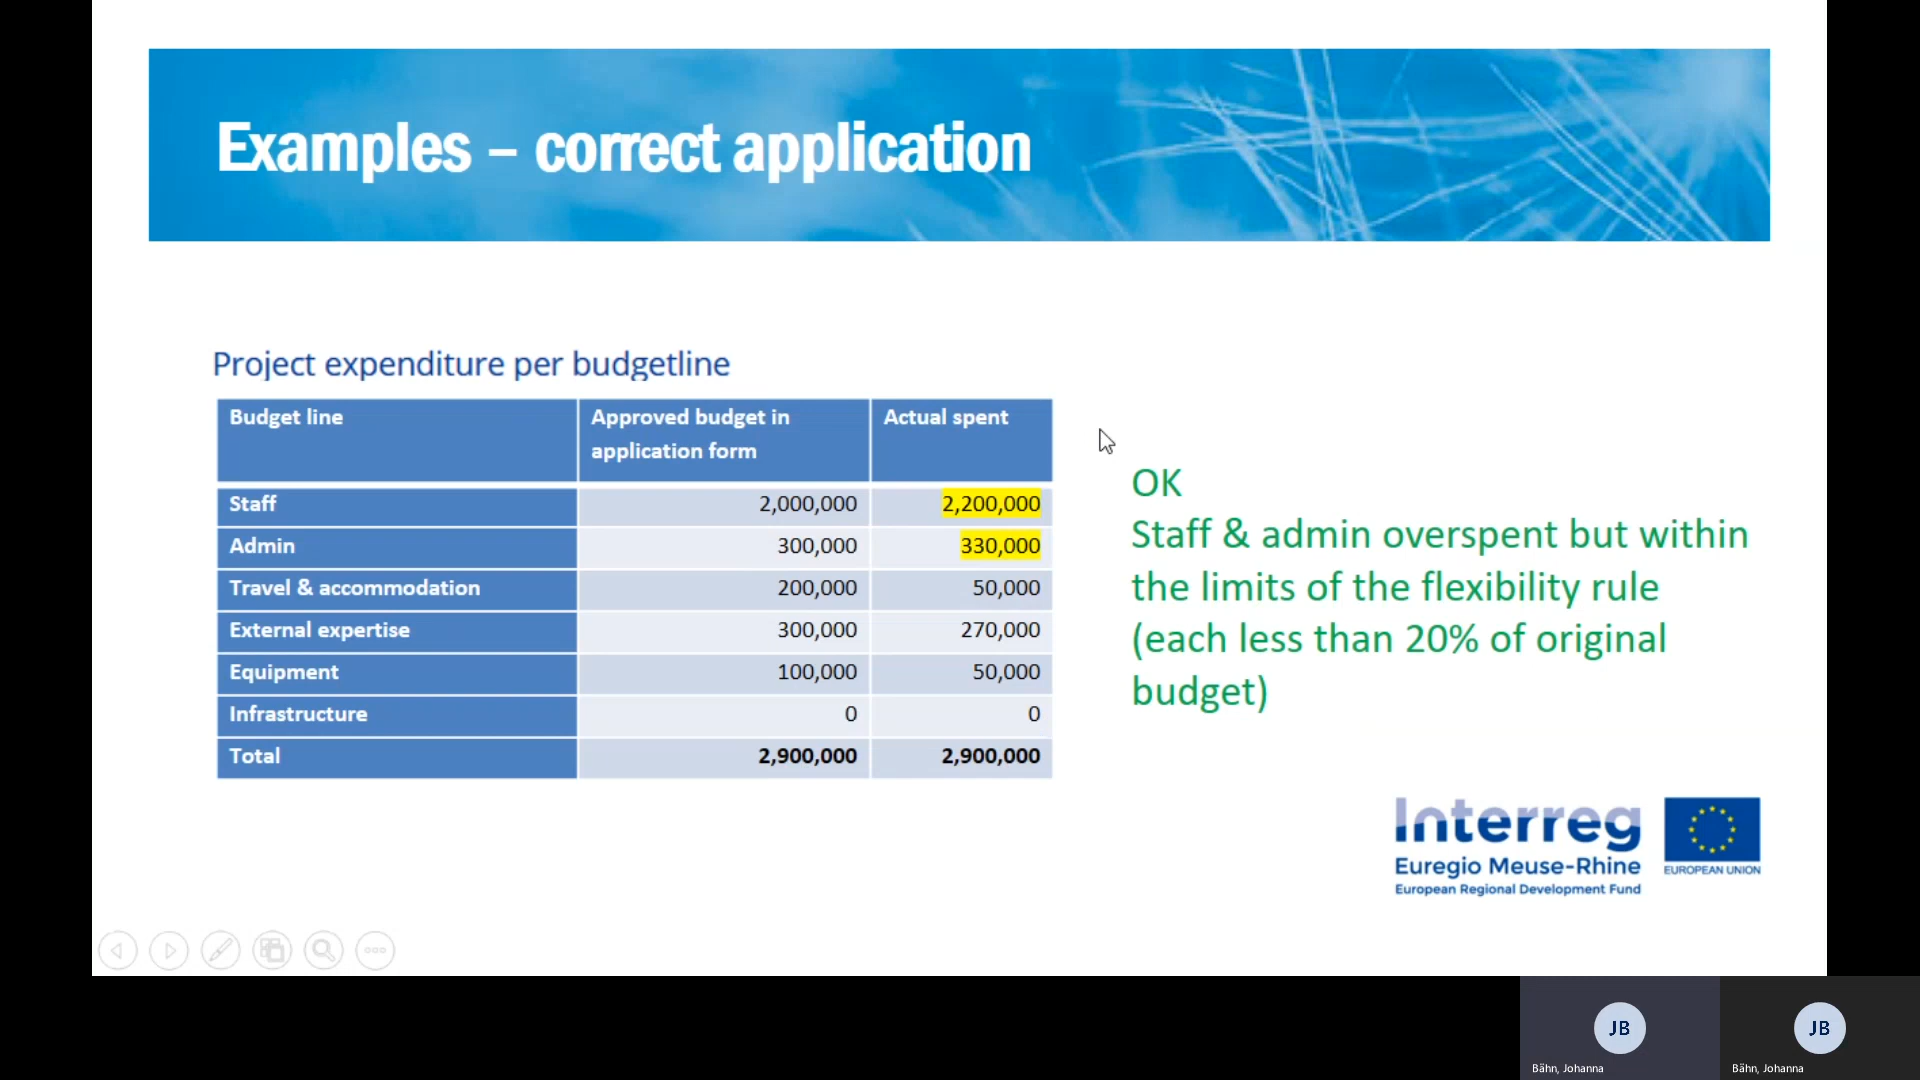 Examples – correct application
Project expenditure per budgetline
Budget line Approved budget in application form Actual spent
Staff 2,000,000 2,200,000
Admin 300,000 330,000
Travel & accommodation 200,000 50,000
External expertise 300,000 270,000
Equipment 100,000 50,000
Infrastructure 0 0
Total 2,900,000 2,900,000
OK
Staff & admin overspent but within
the limits of the flexibility rule
(each less than 20% of original
budget)
Interreg
Euregio Meuse-Rhine
European Regional Development Fund
EUROPEAN UNION
JB
Bähn, Johanna
JB
Bähn, Johanna